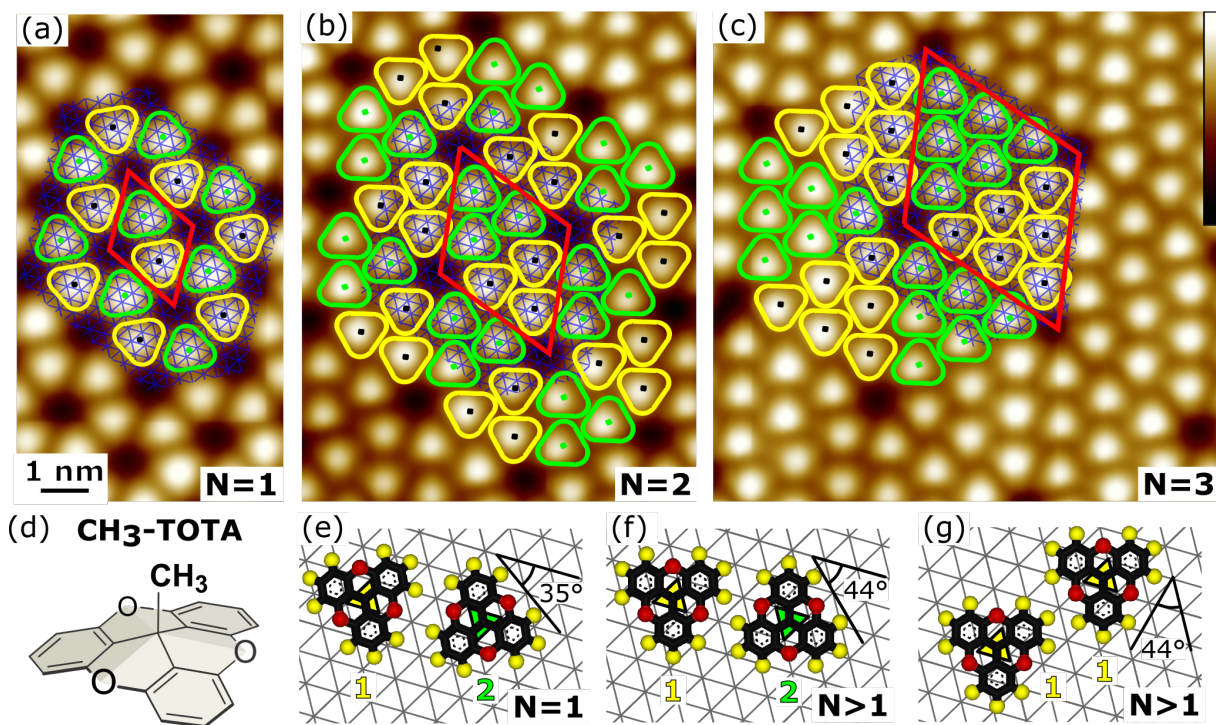 (a)
1 nm
N=1
(b)
N=2
(c)
N=3
(d)
CH3-TOTA
CH3
O
O
O
(e)
35°
1
2
N=1
(f)
44°
1
2
N>1
(g)
44°
1
1
N>1